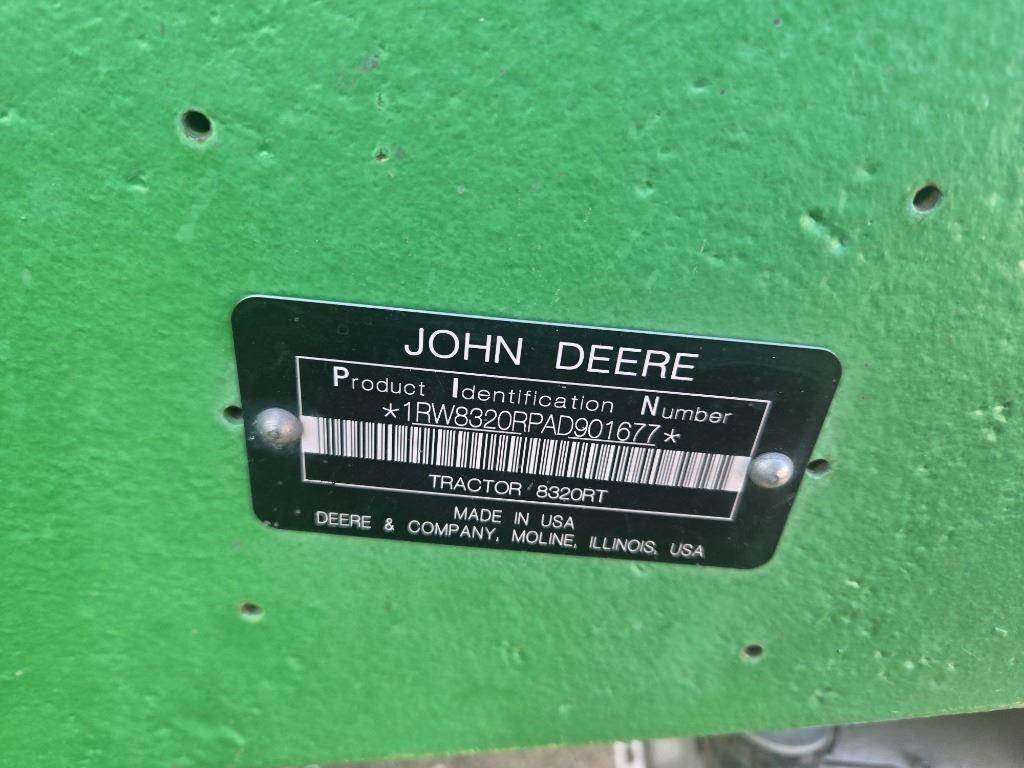 JOHN DEERE
Product Identification Number
*1RW8320RPAD901677*
TRACTOR 8320RT
MADE IN USA
DEERE & COMPANY, MOLINE, ILLINOIS, USA